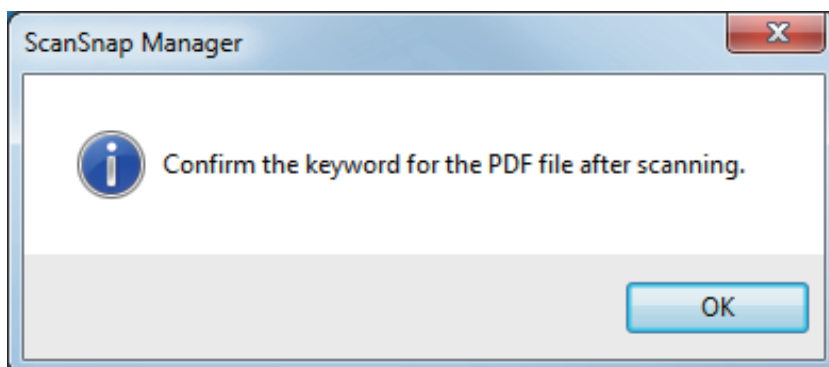 ScanSnap Manager
Confirm the keyword for the PDF file after scanning.
OK